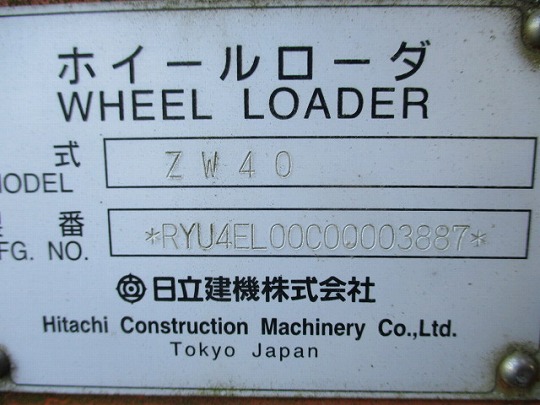 ホイールローダ
WHEEL LOADER
式
MODEL
ZW40
番
MFG. NO.
*RYU4EL00C00003887*
日立建機株式会社
Hitachi Construction Machinery Co.,Ltd.
Tokyo Japan